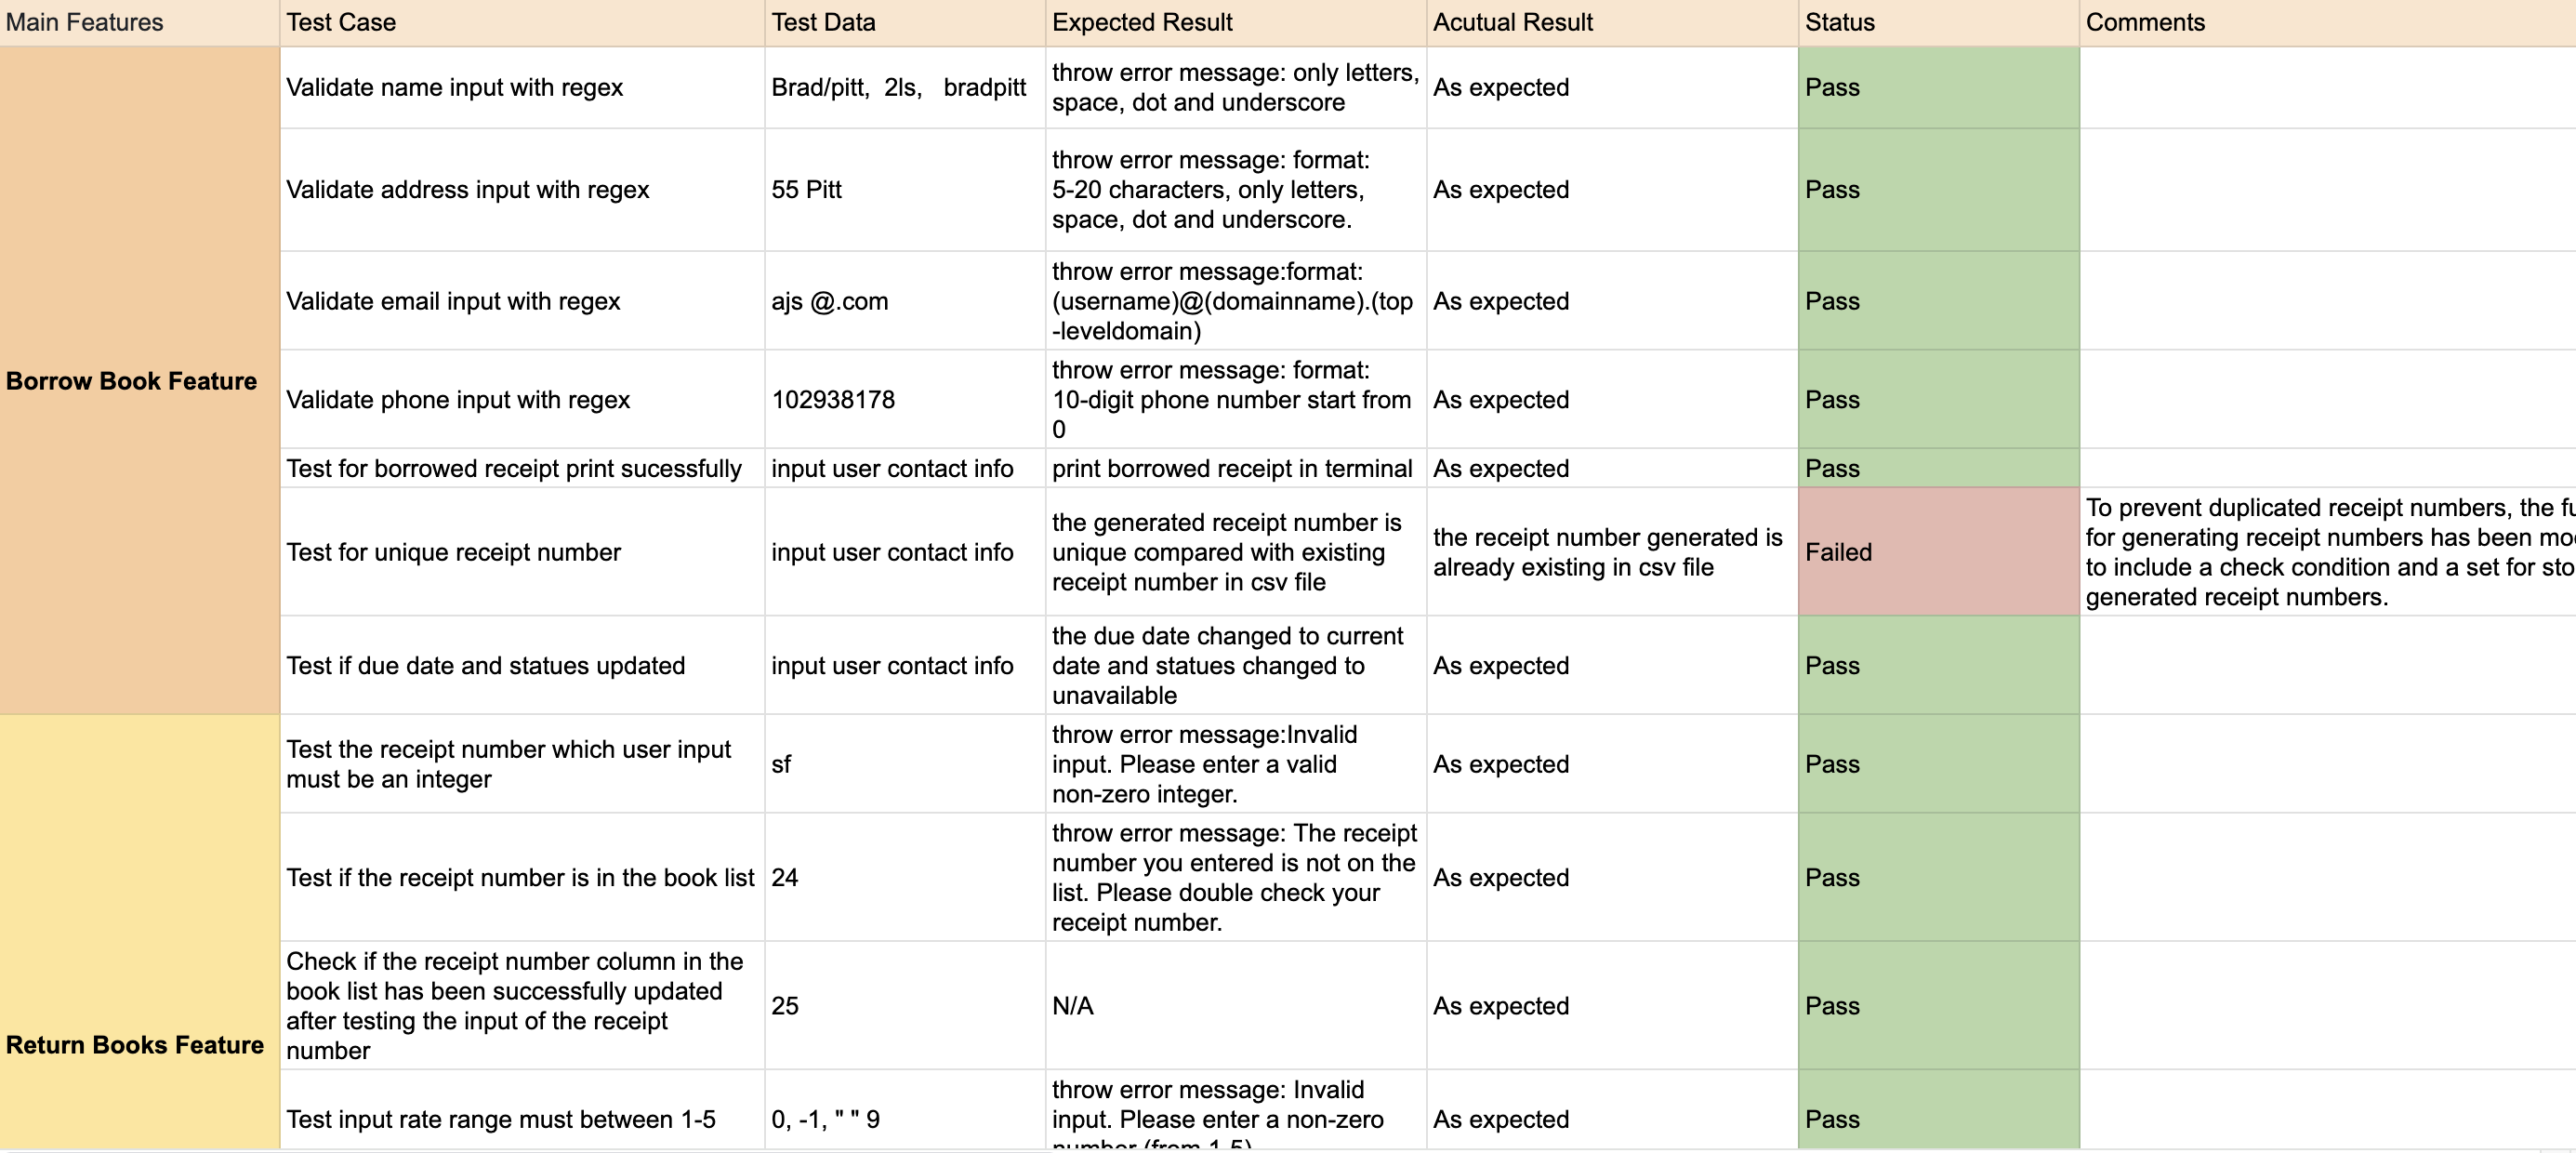 Main Features
Test Case
Test Data
Expected Result
Acutual Result
Status
Comments
Borrow Book Feature
Validate name input with regex
Brad/pitt,  2ls,   bradpitt
throw error message: only letters,
space, dot and underscore
As expected
Pass
Validate address input with regex
55 Pitt
throw error message: format:
5-20 characters, only letters,
space, dot and underscore.
As expected
Pass
Validate email input with regex
ajs @.com
throw error message:format:
(username)@(domainname).(top
-leveldomain)
As expected
Pass
Validate phone input with regex
102938178
throw error message: format:
10-digit phone number start from
0
As expected
Pass
Test for borrowed receipt print sucessfully
input user contact info
print borrowed receipt in terminal
As expected
Pass
Test for unique receipt number
input user contact info
the generated receipt number is
unique compared with existing
receipt number in csv file
the receipt number generated is
already existing in csv file
Failed
To prevent duplicated receipt numbers, the
for generating receipt numbers has been
to include a check condition and a set for
generated receipt numbers.
Test if due date and statues updated
input user contact info
the due date changed to current
date and statues changed to
unavailable
As expected
Pass
Return Books Feature
Test the receipt number which user input
must be an integer
sf
throw error message:Invalid
input. Please enter a valid
non-zero integer.
As expected
Pass
Test if the receipt number is in the book list
24
throw error message: The receipt
number you entered is not on the
list. Please double check your
receipt number.
As expected
Pass
Check if the receipt number column in the
book list has been successfully updated
after testing the input of the receipt
number
25
N/A
As expected
Pass
Test input rate range must between 1-5
0, -1, " " 9
throw error message: Invalid
input. Please enter a non-zero
number (from 1-5)
As expected
Pass